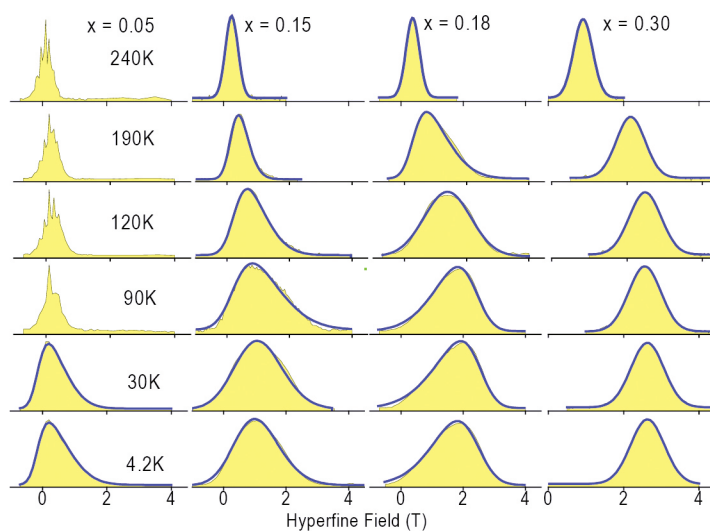 x = 0.05 x = 0.15 x = 0.18 x = 0.30
240K
190K
120K
90K
30K
4.2K
0 2 4 0 2 4 0 2 4 0 2 4
Hyperfine Field (T)